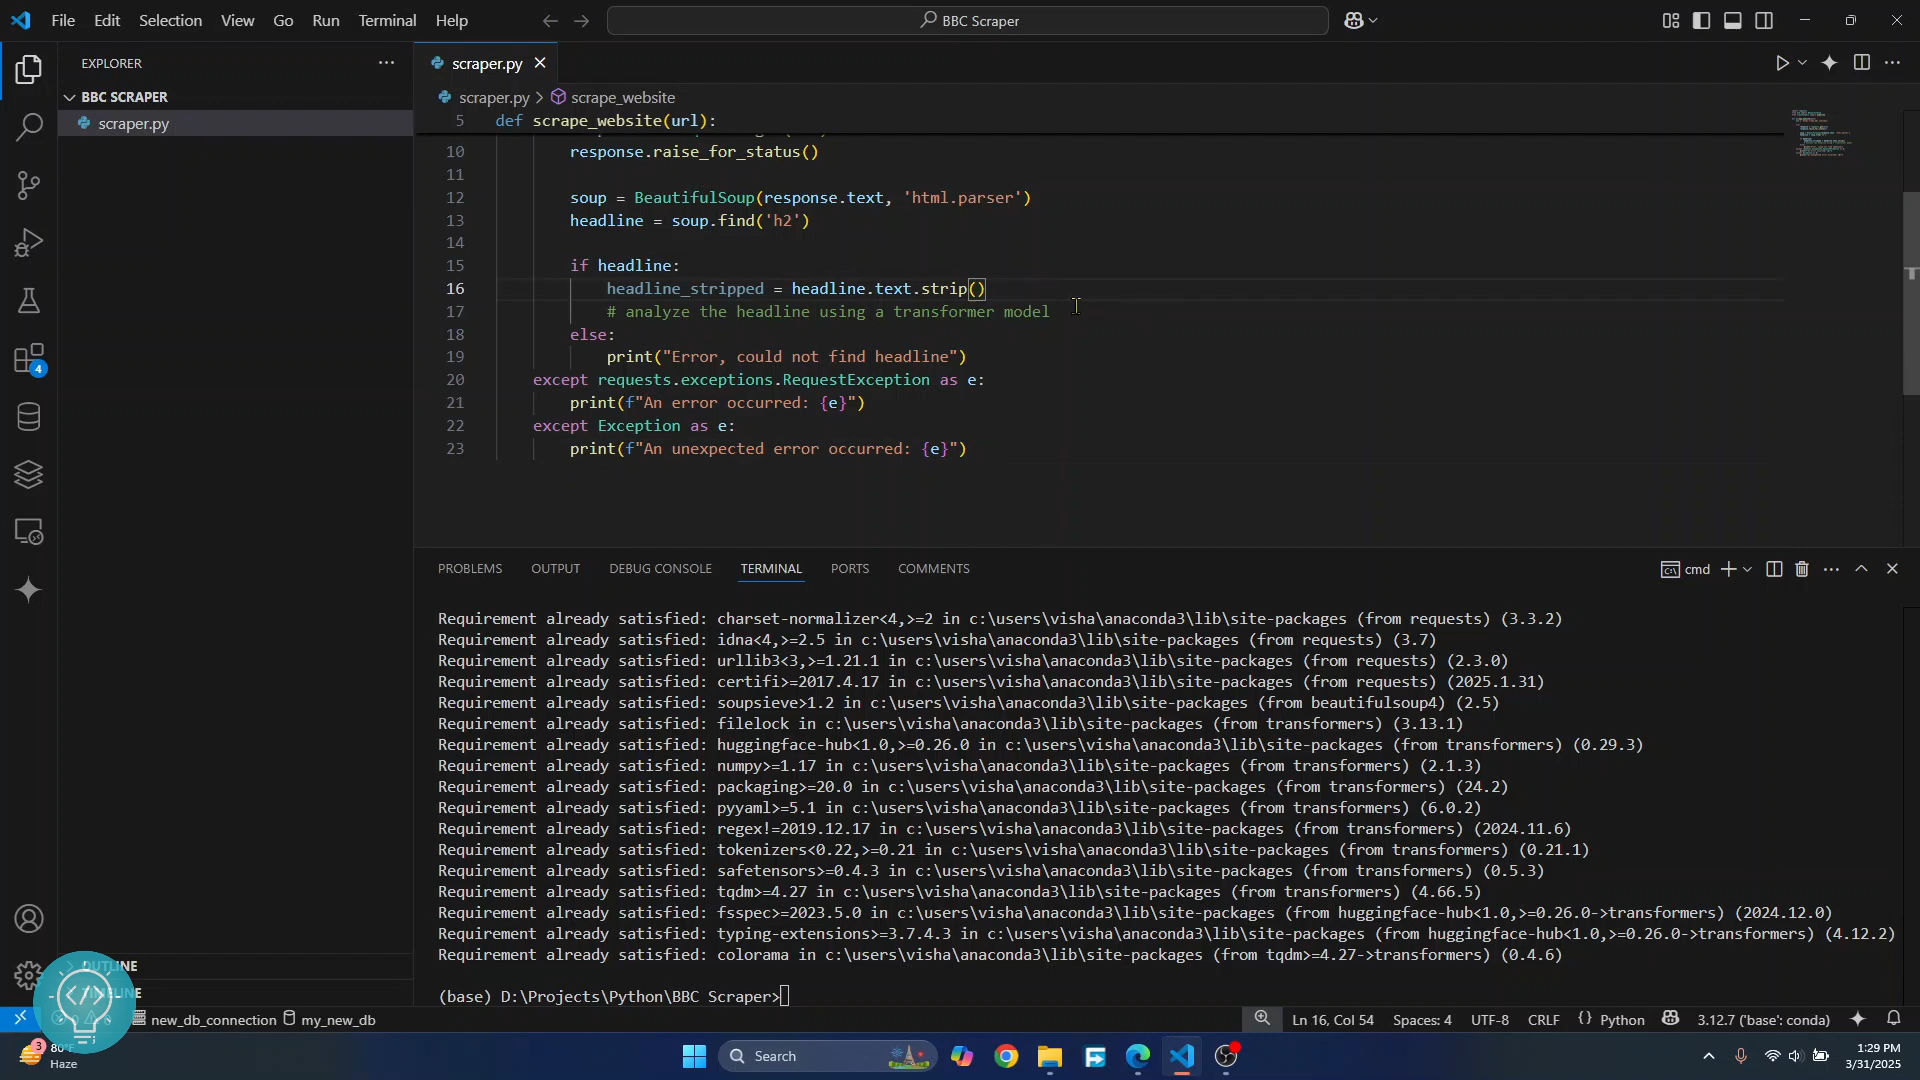 File Edit Selection View Go Run Terminal Help
BBC Scraper
EXPLORER
BBC SCRAPER
scraper.py
4
OUTLINE
TIMELINE
scraper.py
scraper.py > scrape_website
5 def scrape_website(url):
10 response.raise_for_status()
11
12 soup = BeautifulSoup(response.text, 'html.parser')
13 headline = soup.find('h2')
14
15 if headline:
16 headline_stripped = headline.text.strip()
17 # analyze the headline using a transformer model
18 else:
19 print("Error, could not find headline")
20 except requests.exceptions.RequestException as e:
21 print(f"An error occurred: {e}")
22 except Exception as e:
23 print(f"An unexpected error occurred: {e}")
PROBLEMS OUTPUT DEBUG CONSOLE TERMINAL PORTS COMMENTS
cmd
Requirement already satisfied: charset-normalizer<4,>=2 in c:\users\visha\anaconda3\lib\site-packages (from requests) (3.3.2)
Requirement already satisfied: idna<4,>=2.5 in c:\users\visha\anaconda3\lib\site-packages (from requests) (3.7)
Requirement already satisfied: urllib3<3,>=1.21.1 in c:\users\visha\anaconda3\lib\site-packages (from requests) (2.3.0)
Requirement already satisfied: certifi>=2017.4.17 in c:\users\visha\anaconda3\lib\site-packages (from requests) (2025.1.31)
Requirement already satisfied: soupsieve>1.2 in c:\users\visha\anaconda3\lib\site-packages (from beautifulsoup4) (2.5)
Requirement already satisfied: filelock in c:\users\visha\anaconda3\lib\site-packages (from transformers) (3.13.1)
Requirement already satisfied: huggingface-hub<1.0,>=0.26.0 in c:\users\visha\anaconda3\lib\site-packages (from transformers) (0.29.3)
Requirement already satisfied: numpy>=1.17 in c:\users\visha\anaconda3\lib\site-packages (from transformers) (2.1.3)
Requirement already satisfied: packaging>=20.0 in c:\users\visha\anaconda3\lib\site-packages (from transformers) (24.2)
Requirement already satisfied: pyyaml>=5.1 in c:\users\visha\anaconda3\lib\site-packages (from transformers) (6.0.2)
Requirement already satisfied: regex!=2019.12.17 in c:\users\visha\anaconda3\lib\site-packages (from transformers) (2024.11.6)
Requirement already satisfied: tokenizers<0.22,>=0.21 in c:\users\visha\anaconda3\lib\site-packages (from transformers) (0.21.1)
Requirement already satisfied: safetensors>=0.4.3 in c:\users\visha\anaconda3\lib\site-packages (from transformers) (0.5.3)
Requirement already satisfied: tqdm>=4.27 in c:\users\visha\anaconda3\lib\site-packages (from transformers) (4.66.5)
Requirement already satisfied: fsspec>=2023.5.0 in c:\users\visha\anaconda3\lib\site-packages (from huggingface-hub<1.0,>=0.26.0->transformers) (2024.12.0)
Requirement already satisfied: typing-extensions>=3.7.4.3 in c:\users\visha\anaconda3\lib\site-packages (from huggingface-hub<1.0,>=0.26.0->transformers) (4.12.2)
Requirement already satisfied: colorama in c:\users\visha\anaconda3\lib\site-packages (from tqdm>=4.27->transformers) (0.4.6)
(base) D:\Projects\Python\BBC Scraper>
new_db_connection my_new_db
Ln 16, Col 54 Spaces: 4 UTF-8 CRLF {} Python 3.12.7 ('base': conda)
3
80°F
Haze
Search
1:29 PM
3/31/2025